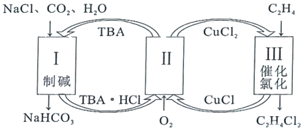 NaCl、CO₂、H₂O
C₂H₄
TBA
CuCl₂
I
制碱
II
III
催化
氯化
TBA·HCl
CuCl
NaHCO₃
O₂
C₂H₄Cl₂